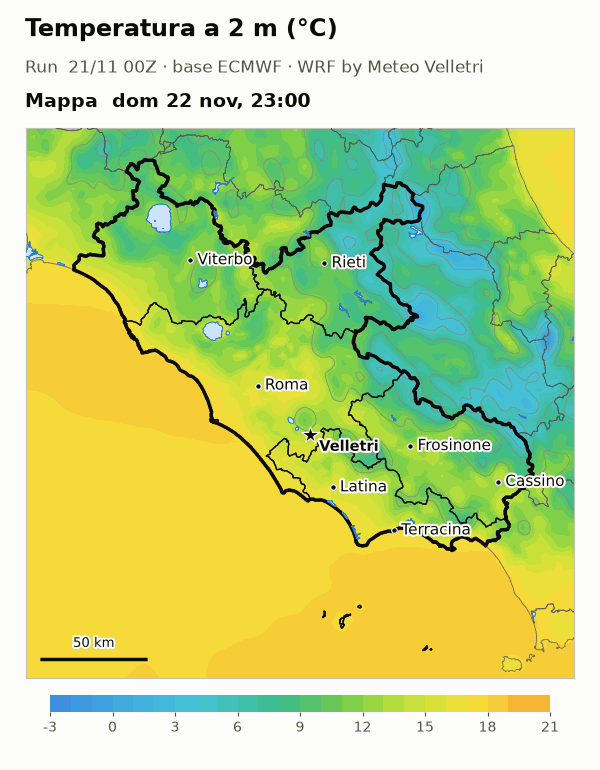 Temperatura a 2 m (°C)
Run  21/11 00Z · base ECMWF · WRF by Meteo Velletri
Mappa  dom 22 nov, 23:00
Viterbo
Rieti
Roma
Velletri
Frosinone
Latina
Cassino
Terracina
50 km
-3 0 3 6 9 12 15 18 21